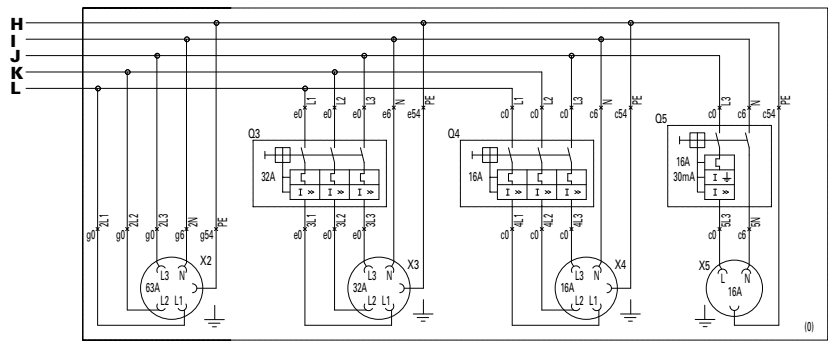 H
I
J
K
L
e0 L1 e0 L2 e0 L3 e6 N e54 PE
c0 L1 c0 L2 c0 L3 c6 N c54 PE
c0 L3 c6 N c54 PE
Q3
32A
I >> I >> I >>
Q4
16A
I >> I >> I >>
Q5
16A
30mA
I
I >>
g0 2L1 g0 2L2 g0 2L3 g6 2N g54 PE
e0 3L1 e0 3L2 e0 3L3
c0 4L1 c0 4L2 c0 4L3
c0 5L3 c6 5N
X2
L3 N
63A
L2 L1
X3
L3 N
32A
L2 L1
X4
L3 N
16A
L2 L1
X5
L N
16A
(0)